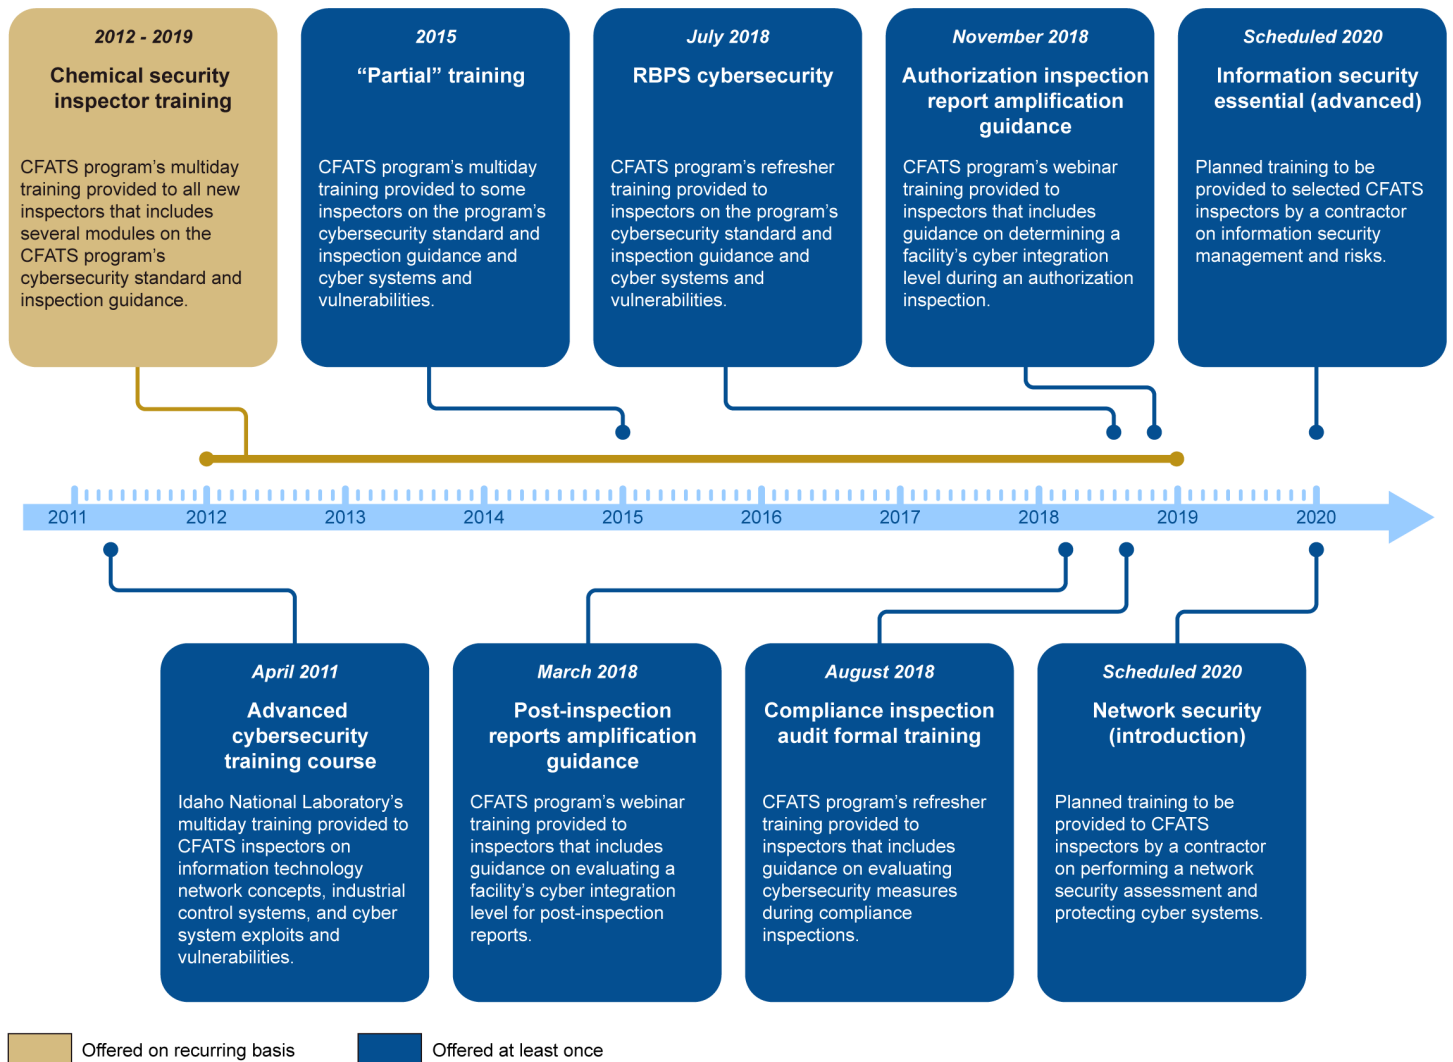 2012 - 2019
Chemical security
inspector training
CFATS program’s multiday
training provided to all new
inspectors that includes
several modules on the
CFATS program’s
cybersecurity standard and
inspection guidance.
2015
“Partial” training
CFATS program’s multiday
training provided to some
inspectors on the program’s
cybersecurity standard and
inspection guidance and
cyber systems and
vulnerabilities.
July 2018
RBPS cybersecurity
CFATS program’s refresher
training provided to
inspectors on the program’s
cybersecurity standard and
inspection guidance and
cyber systems and
vulnerabilities.
November 2018
Authorization inspection
report amplification
guidance
CFATS program’s webinar
training provided to
inspectors that includes
guidance on determining a
facility’s cyber integration
level during an authorization
inspection.
Scheduled 2020
Information security
essential (advanced)
Planned training to be
provided to selected CFATS
inspectors by a contractor
on information security
management and risks.
2011 2012 2013 2014 2015 2016 2017 2018 2019 2020
April 2011
Advanced
cybersecurity
training course
Idaho National Laboratory’s
multiday training provided to
CFATS inspectors on
information technology
network concepts, industrial
control systems, and cyber
system exploits and
vulnerabilities.
March 2018
Post-inspection
reports amplification
guidance
CFATS program’s webinar
training provided to
inspectors that includes
guidance on evaluating a
facility’s cyber integration
level for post-inspection
reports.
August 2018
Compliance inspection
audit formal training
CFATS program’s refresher
training provided to
inspectors that includes
guidance on evaluating
cybersecurity measures
during compliance
inspections.
Scheduled 2020
Network security
(introduction)
Planned training to be
provided to CFATS
inspectors by a contractor
on performing a network
security assessment and
protecting cyber systems.
Offered on recurring basis
Offered at least once